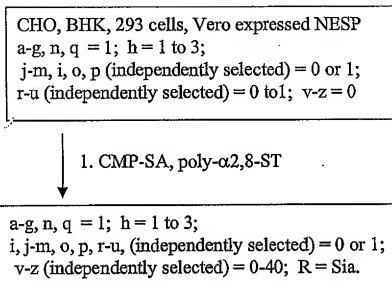 CHO, BHK, 293 cells, Vero expressed NESP
a-g, n, q = 1; h = 1 to 3;
j-m, i, o, p (independently selected) = 0 or 1;
r-u (independently selected) = 0 to1; v-z = 0
1. CMP-SA, poly-α2,8-ST
a-g, n, q = 1; h = 1 to 3;
i, j-m, o, p, r-u, (independently selected) = 0 or 1;
v-z (independently selected) = 0-40; R = Sia.